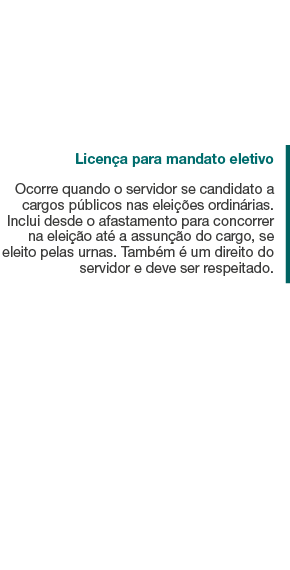 Licença para mandato eletivo
Ocorre quando o servidor se candidato a
cargos públicos nas eleições ordinárias.
Inclui desde o afastamento para concorrer
na eleição até a assunção do cargo, se
eleito pelas urnas. Também é um direito do
servidor e deve ser respeitado.